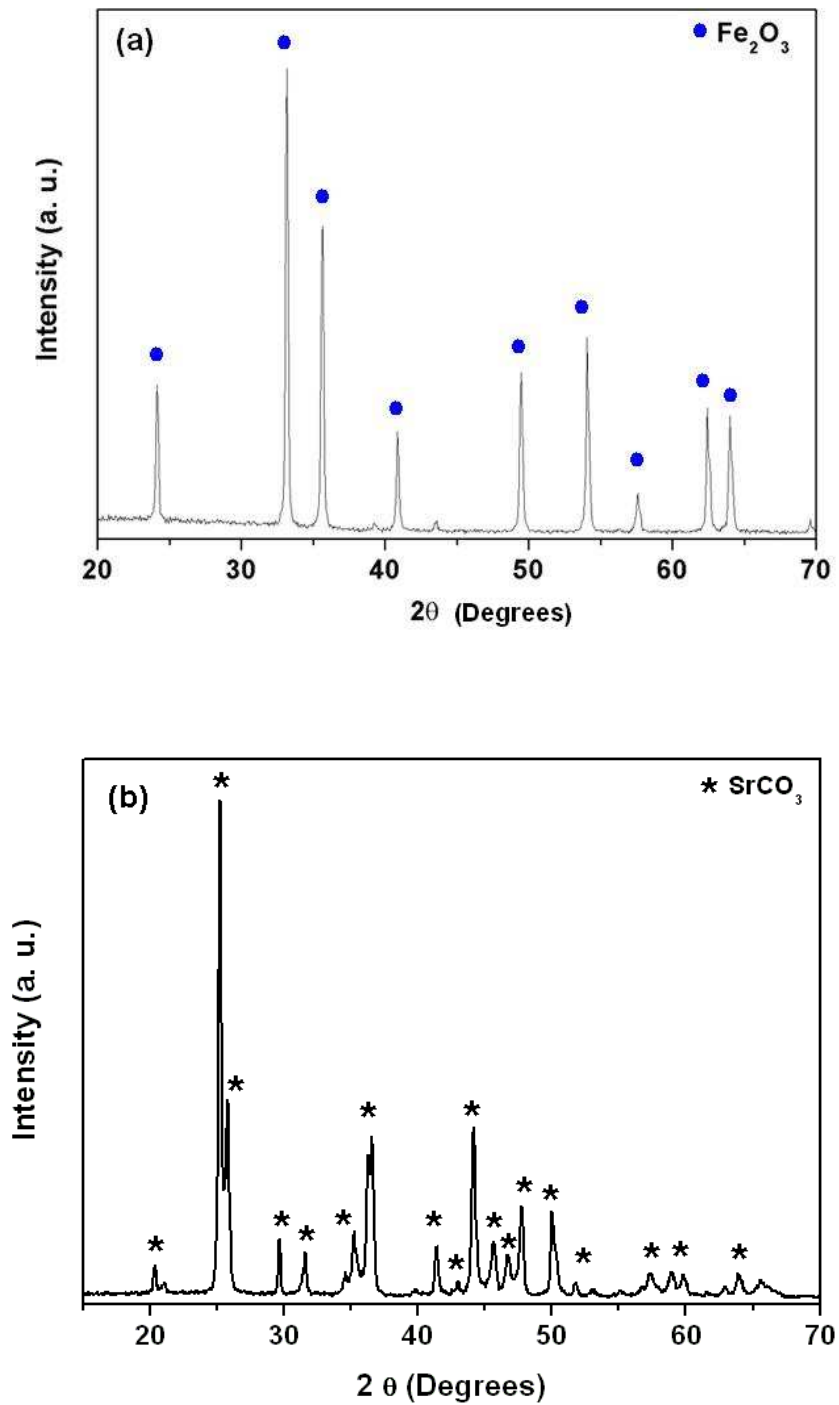 (a)
● Fe₂O₃
Intensity (a. u.)
20 30 40 50 60 70
2θ (Degrees)
(b)
* SrCO₃
Intensity (a. u.)
20 30 40 50 60 70
2 θ (Degrees)